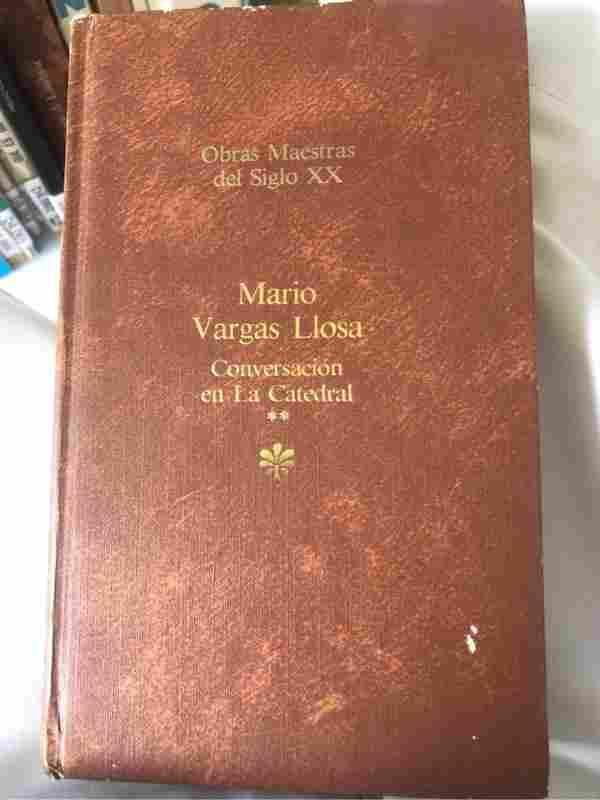 Obras Maestras
del Siglo XX
Mario
Vargas Llosa
Conversación
en La Catedral
**